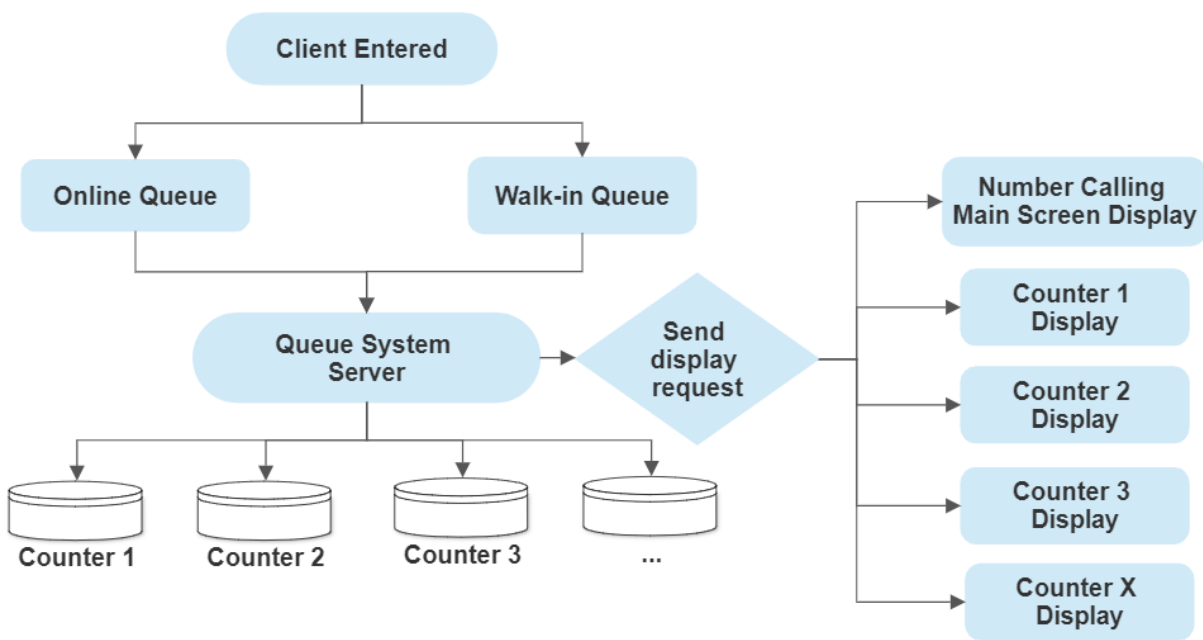 Client Entered
Online Queue
Walk-in Queue
Queue System
Server
Send
display
request
Number Calling
Main Screen Display
Counter 1
Display
Counter 2
Display
Counter 3
Display
Counter X
Display
Counter 1
Counter 2
Counter 3
...